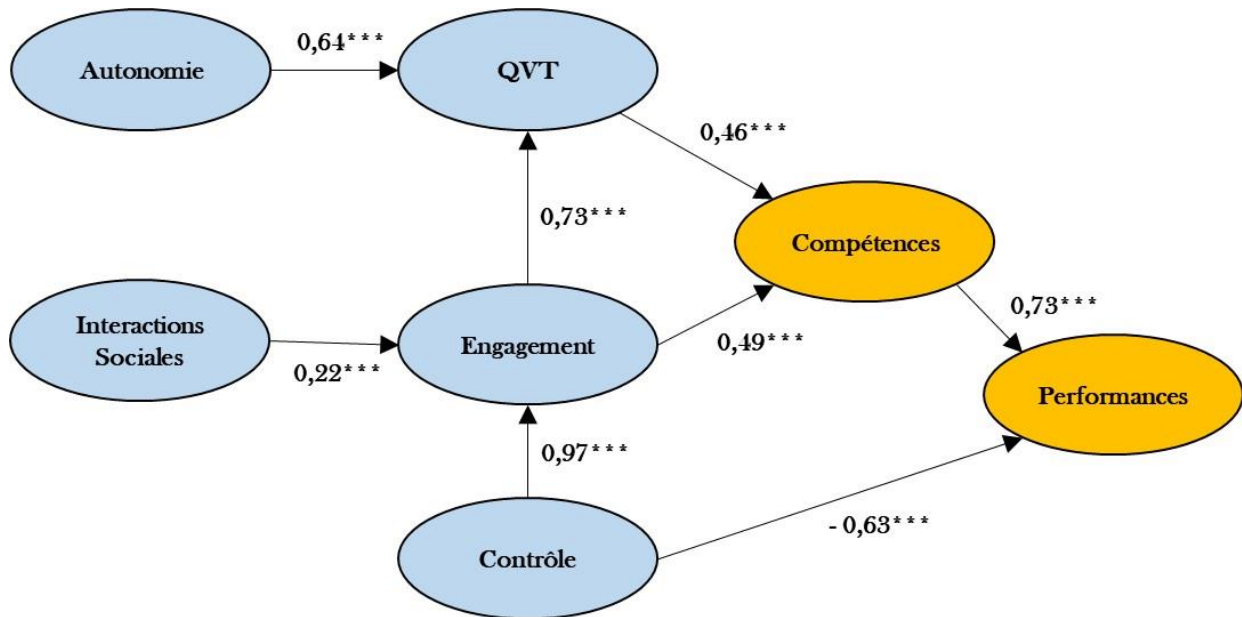 0,64***
Autonomie
QVT
0,46***
0,73***
Compétences
Interactions
Sociales
Engagement
0,73***
0,22***
0,49***
Performances
0,97***
- 0,63***
Contrôle